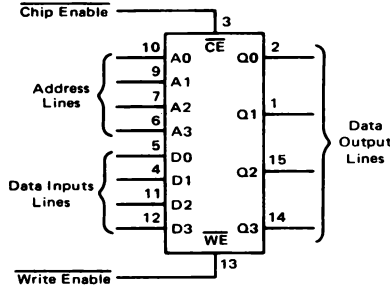 Chip Enable
3
CE
10 A0 Q0 2
9 A1
Address Lines
7 A2 Q1 1
6 A3
Data Output Lines
5 D0
4 D1 Q2 15
Data Inputs Lines
11 D2
12 D3 Q3 14
WE
13
Write Enable